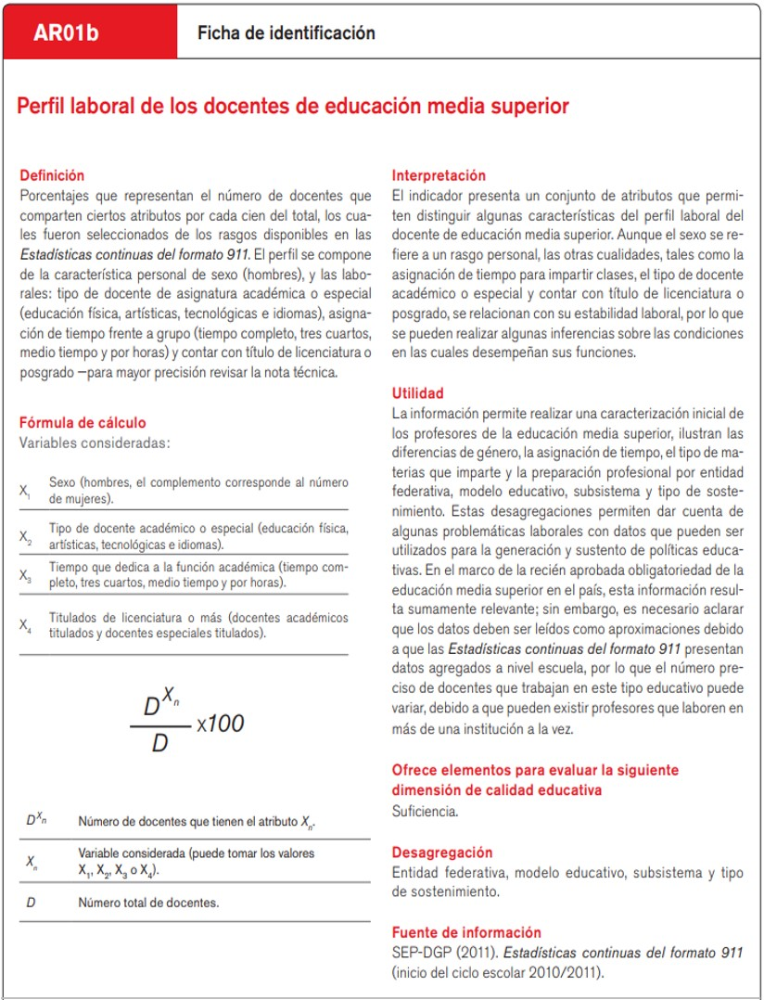 AR01b
Ficha de identificación
Perfil laboral de los docentes de educación media superior
Definición
Porcentajes que representan el número de docentes que
comparten ciertos atributos por cada cien del total, los cua-
les fueron seleccionados de los rasgos disponibles en las
Estadísticas continuas del formato 911. El perfil se compone
de la característica personal de sexo (hombres), y las labo-
rales: tipo de docente de asignatura académica o especial
(educación física, artísticas, tecnológicas e idiomas), asigna-
ción de tiempo frente a grupo (tiempo completo, tres cuartos,
medio tiempo y por horas) y contar con título de licenciatura o
posgrado —para mayor precisión revisar la nota técnica.
Fórmula de cálculo
Variables consideradas:
X₁ Sexo (hombres, el complemento corresponde al número
de mujeres).
X₂ Tipo de docente académico o especial (educación física,
artísticas, tecnológicas e idiomas).
X₃ Tiempo que dedica a la función académica (tiempo com-
pleto, tres cuartos, medio tiempo y por horas).
X₄ Titulados de licenciatura o más (docentes académicos
titulados y docentes especiales titulados).
D^Xₙ
D
x100
D^Xₙ Número de docentes que tienen el atributo Xₙ.
Xₙ Variable considerada (puede tomar los valores
X₁, X₂, X₃ o X₄).
D Número total de docentes.
Interpretación
El indicador presenta un conjunto de atributos que permi-
ten distinguir algunas características del perfil laboral del
docente de educación media superior. Aunque el sexo se re-
fiere a un rasgo personal, las otras cualidades, tales como la
asignación de tiempo para impartir clases, el tipo de docente
académico o especial y contar con título de licenciatura o
posgrado, se relacionan con su estabilidad laboral, por lo que
se pueden realizar algunas inferencias sobre las condiciones
en las cuales desempeñan sus funciones.
Utilidad
La información permite realizar una caracterización inicial de
los profesores de la educación media superior, ilustran las
diferencias de género, la asignación de tiempo, el tipo de ma-
terias que imparte y la preparación profesional por entidad
federativa, modelo educativo, subsistema y tipo de soste-
nimiento. Estas desagregaciones permiten dar cuenta de
algunas problemáticas laborales con datos que pueden ser
utilizados para la generación y sustento de políticas educa-
tivas. En el marco de la recién aprobada obligatoriedad de la
educación media superior en el país, esta información resul-
ta sumamente relevante; sin embargo, es necesario aclarar
que los datos deben ser leídos como aproximaciones debido
a que las Estadísticas continuas del formato 911 presentan
datos agregados a nivel escuela, por lo que el número pre-
ciso de docentes que trabajan en este tipo educativo puede
variar, debido a que pueden existir profesores que laboren en
más de una institución a la vez.
Ofrece elementos para evaluar la siguiente
dimensión de calidad educativa
Suficiencia.
Desagregación
Entidad federativa, modelo educativo, subsistema y tipo
de sostenimiento.
Fuente de información
SEP-DGP (2011). Estadísticas continuas del formato 911
(inicio del ciclo escolar 2010/2011).